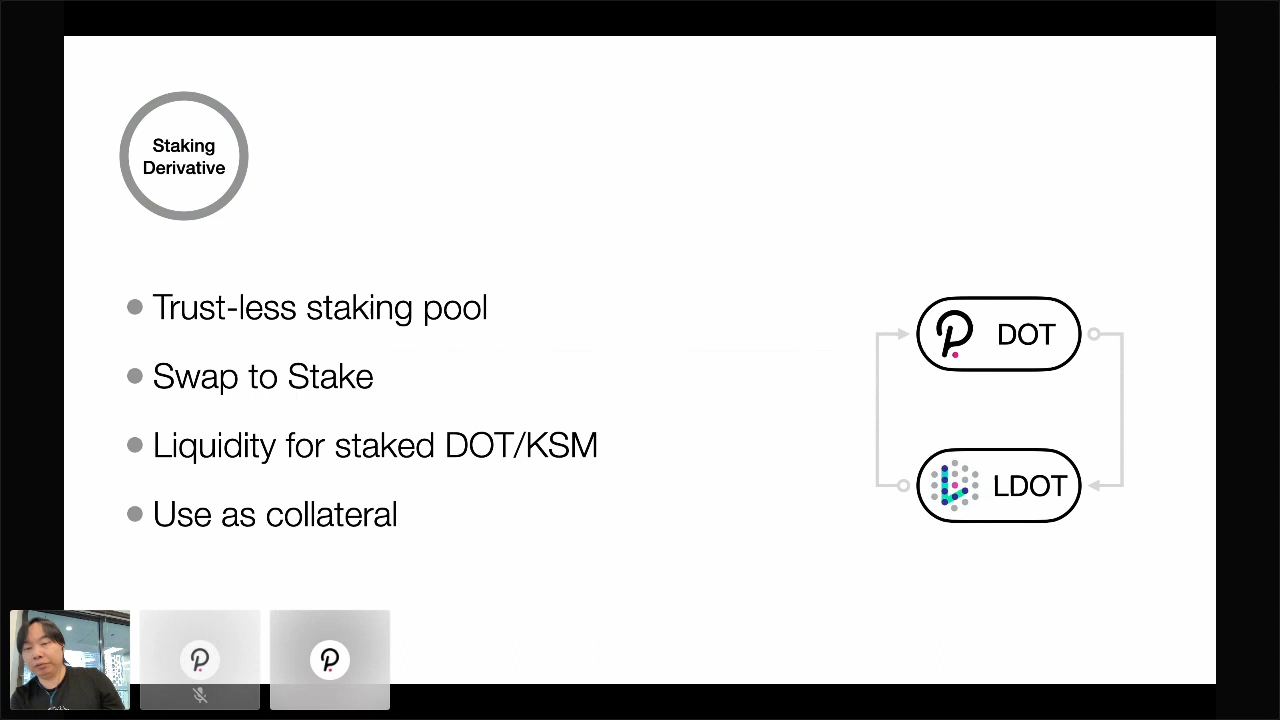 Staking
Derivative
Trust-less staking pool
Swap to Stake
Liquidity for staked DOT/KSM
Use as collateral
DOT
LDOT